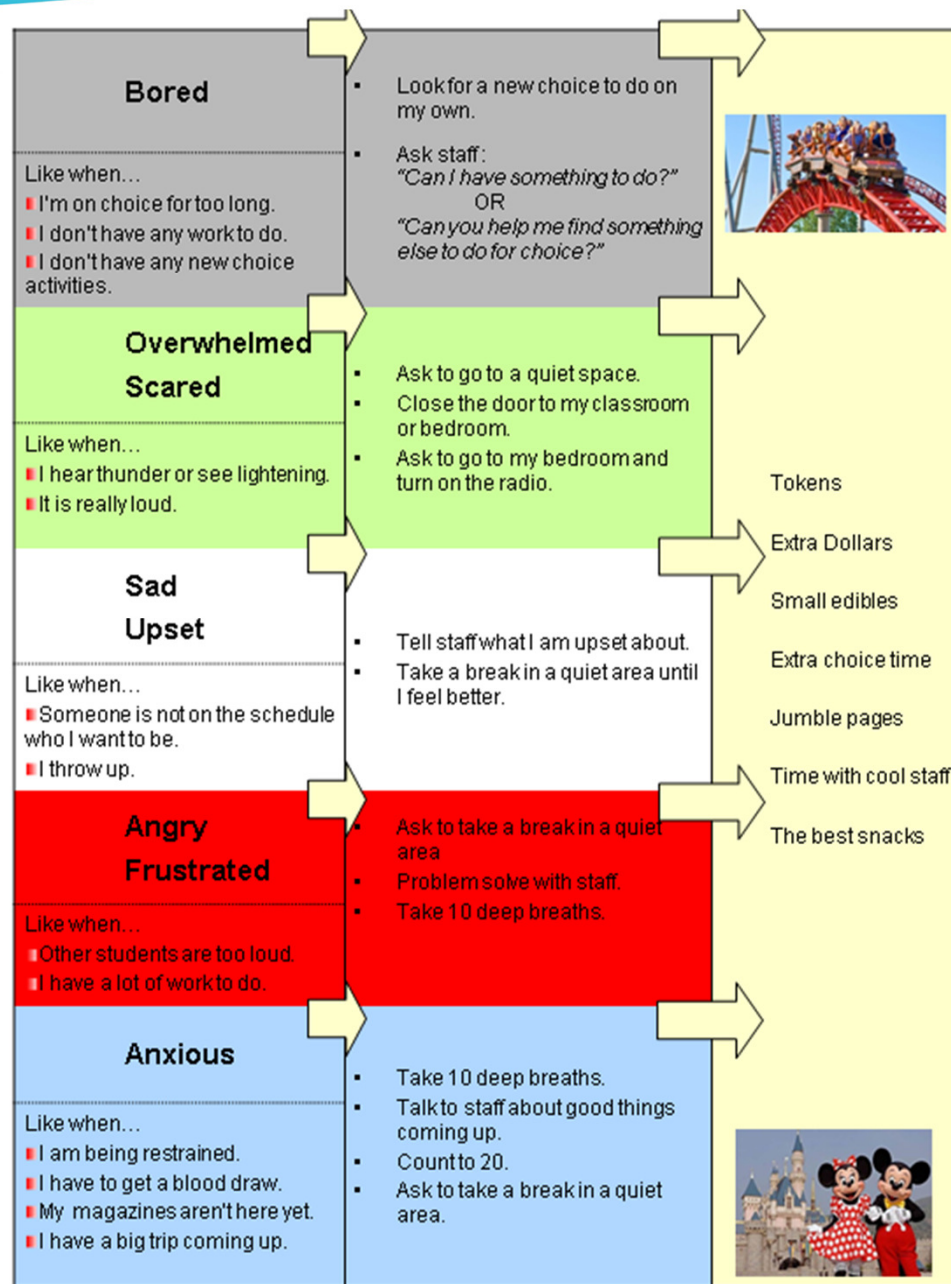 Bored
Like when...
I'm on choice for too long.
I don't have any work to do.
I don't have any new choice
activities.
Look for a new choice to do on
my own.
Ask staff:
"Can I have something to do?"
OR
"Can you help me find something
else to do for choice?"
Overwhelmed
Scared
Like when...
I hear thunder or see lightening.
It is really loud.
Ask to go to a quiet space.
Close the door to my classroom
or bedroom.
Ask to go to my bedroom and
turn on the radio.
Sad
Upset
Like when...
Someone is not on the schedule
who I want to be.
I throw up.
Tell staff what I am upset about.
Take a break in a quiet area until
I feel better.
Angry
Frustrated
Like when...
Other students are too loud.
I have a lot of work to do.
Ask to take a break in a quiet
area
Problem solve with staff.
Take 10 deep breaths.
Anxious
Like when...
I am being restrained.
I have to get a blood draw.
My magazines aren't here yet.
I have a big trip coming up.
Take 10 deep breaths.
Talk to staff about good things
coming up.
Count to 20.
Ask to take a break in a quiet
area.
Tokens
Extra Dollars
Small edibles
Extra choice time
Jumble pages
Time with cool staff
The best snacks